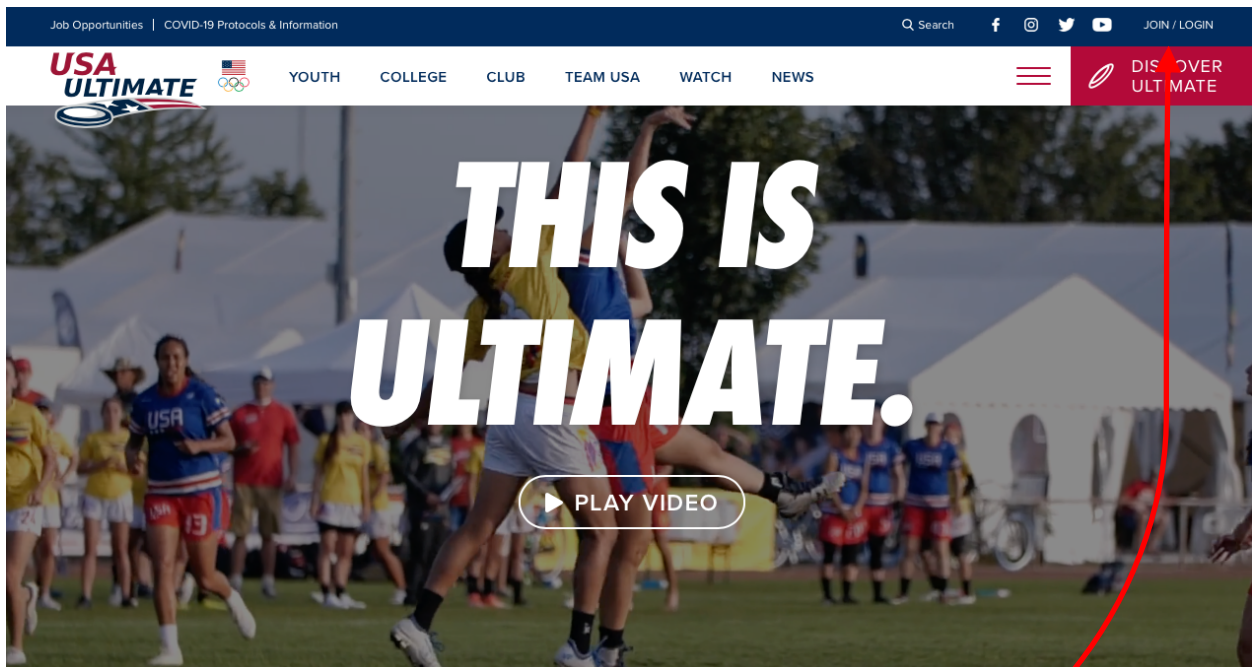 Job Opportunities | COVID-19 Protocols & Information
Search
JOIN / LOGIN
USA
ULTIMATE
YOUTH
COLLEGE
CLUB
TEAM USA
WATCH
NEWS
DISCOVER
ULTIMATE
THIS IS
ULTIMATE.
PLAY VIDEO
USA
13
USA
24